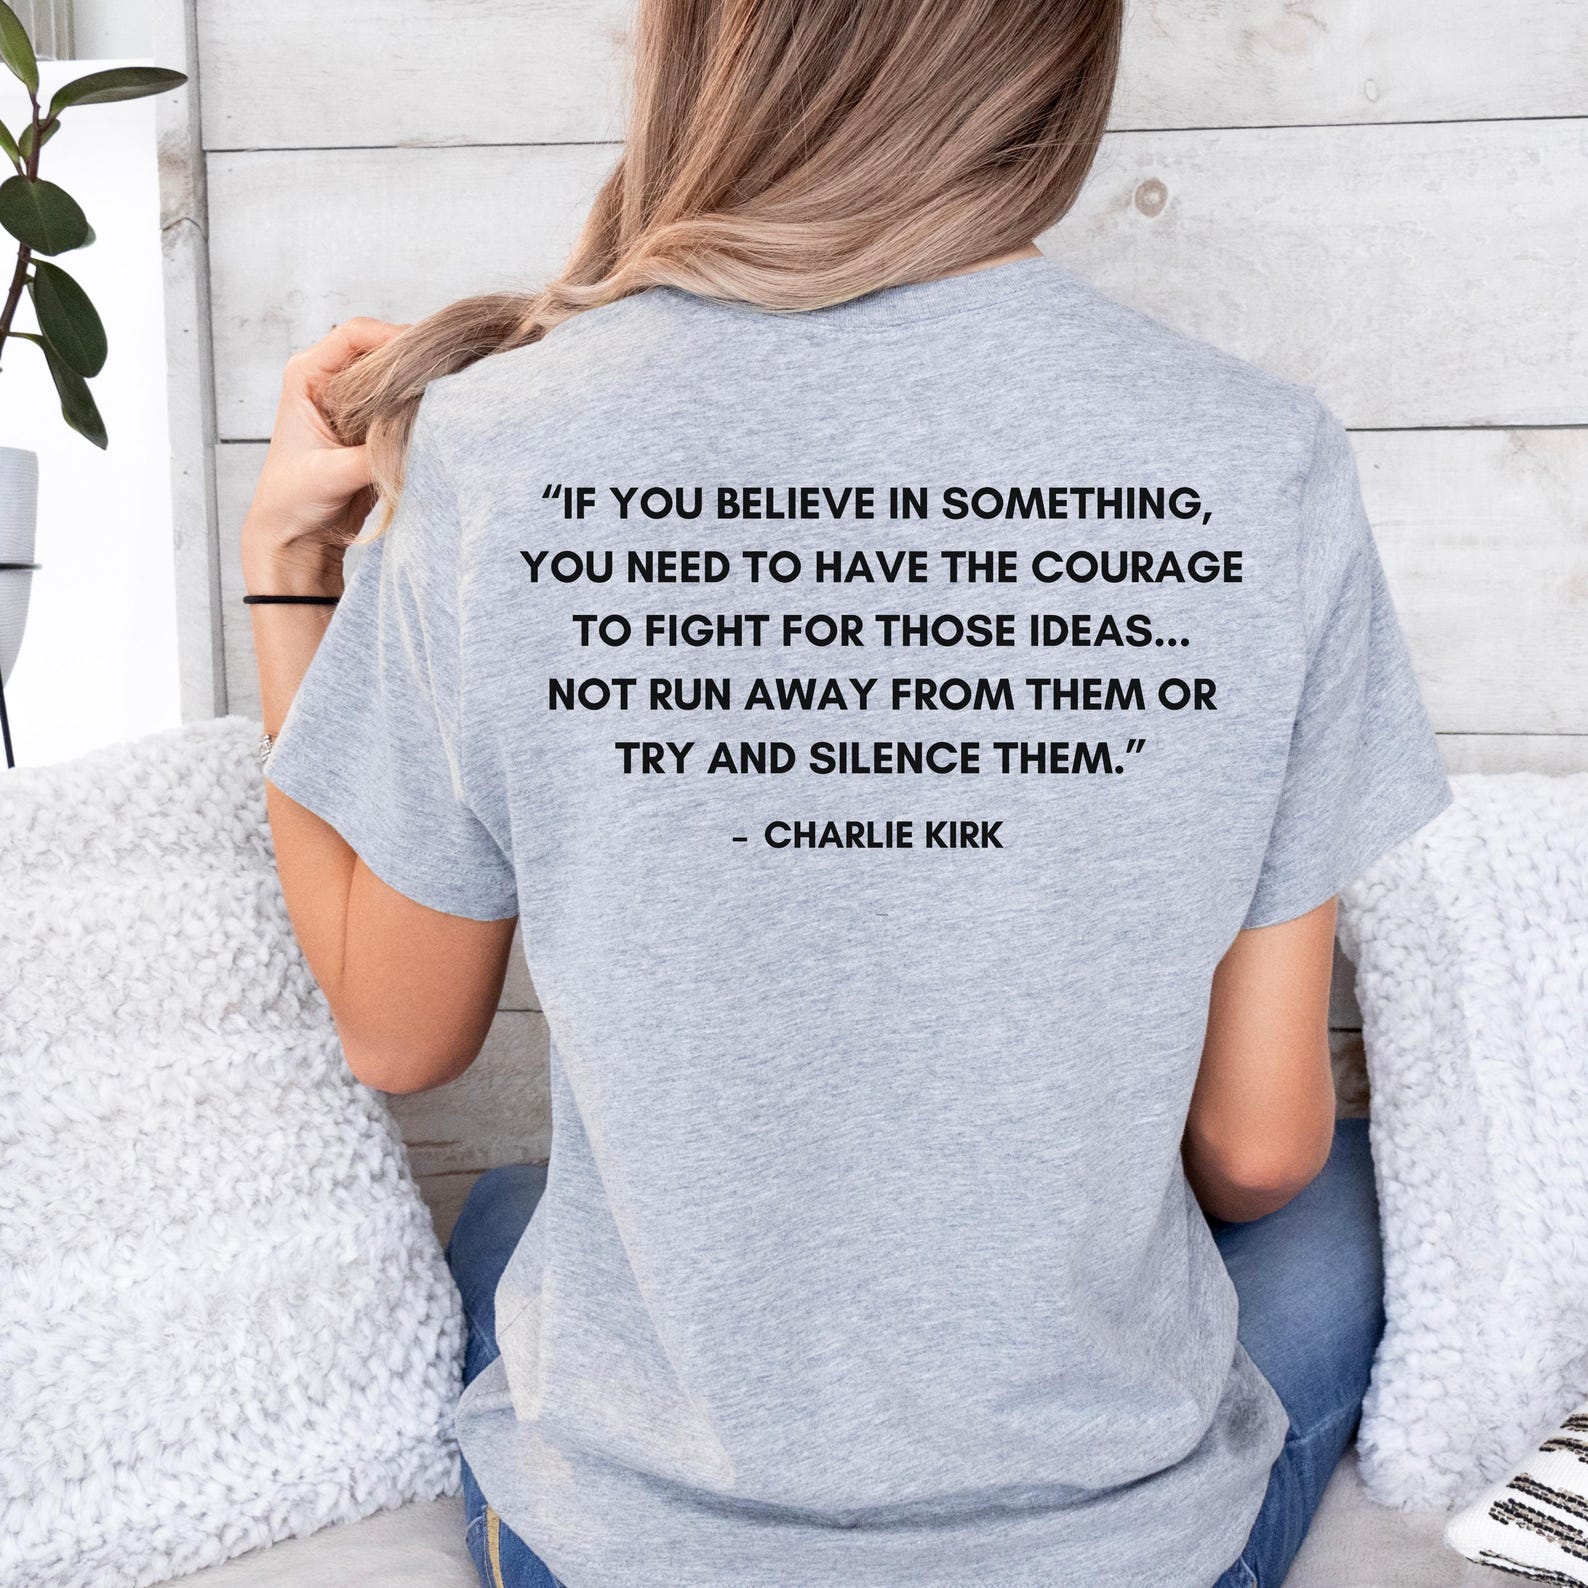 “IF YOU BELIEVE IN SOMETHING,
YOU NEED TO HAVE THE COURAGE
TO FIGHT FOR THOSE IDEAS...
NOT RUN AWAY FROM THEM OR
TRY AND SILENCE THEM.”
– CHARLIE KIRK